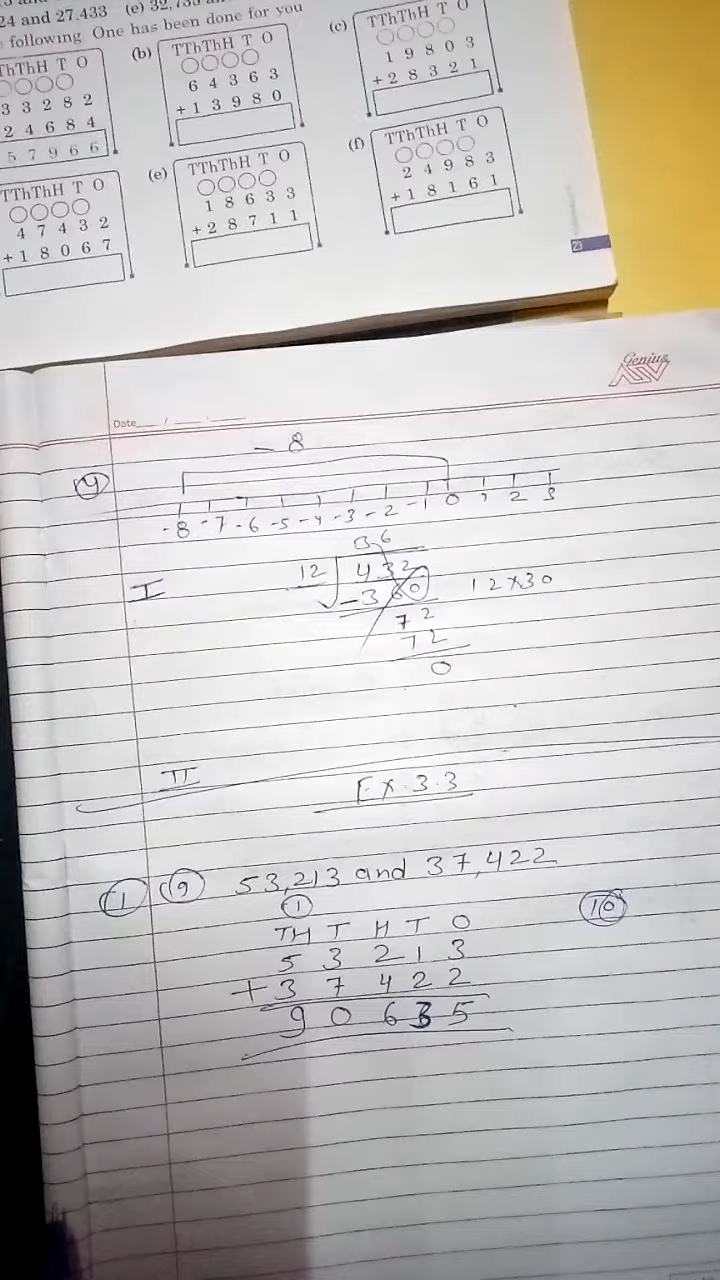 24 and 27.433 (e) 32,735
following One has been done for you
ThThH T O
3 3 2 8 2
2 4 6 8 4
5 7 9 6 6
(b) TThThH T O
6 4 3 6 3
+ 1 3 9 8 0
(c) TThThH T O
1 9 8 0 3
+ 2 8 3 2 1
TThThH T O
4 7 4 3 2
+ 1 8 0 6 7
(e) TThThH T O
1 8 6 3 3
+ 2 8 7 1 1
(f) TThThH T O
2 4 9 8 3
+ 1 8 1 6 1
23
Genius
Date
- 8
-8 -7 -6 -5 -4 -3 -2 -1 0 1 2 3
36
I 12 432
-360 12×30
72
72
0
II Ex. 3.3
1 (9) 53,213 and 37,422
1 10
TH T H T O
5 3 2 1 3
+ 3 7 4 2 2
9 0 6 3 5